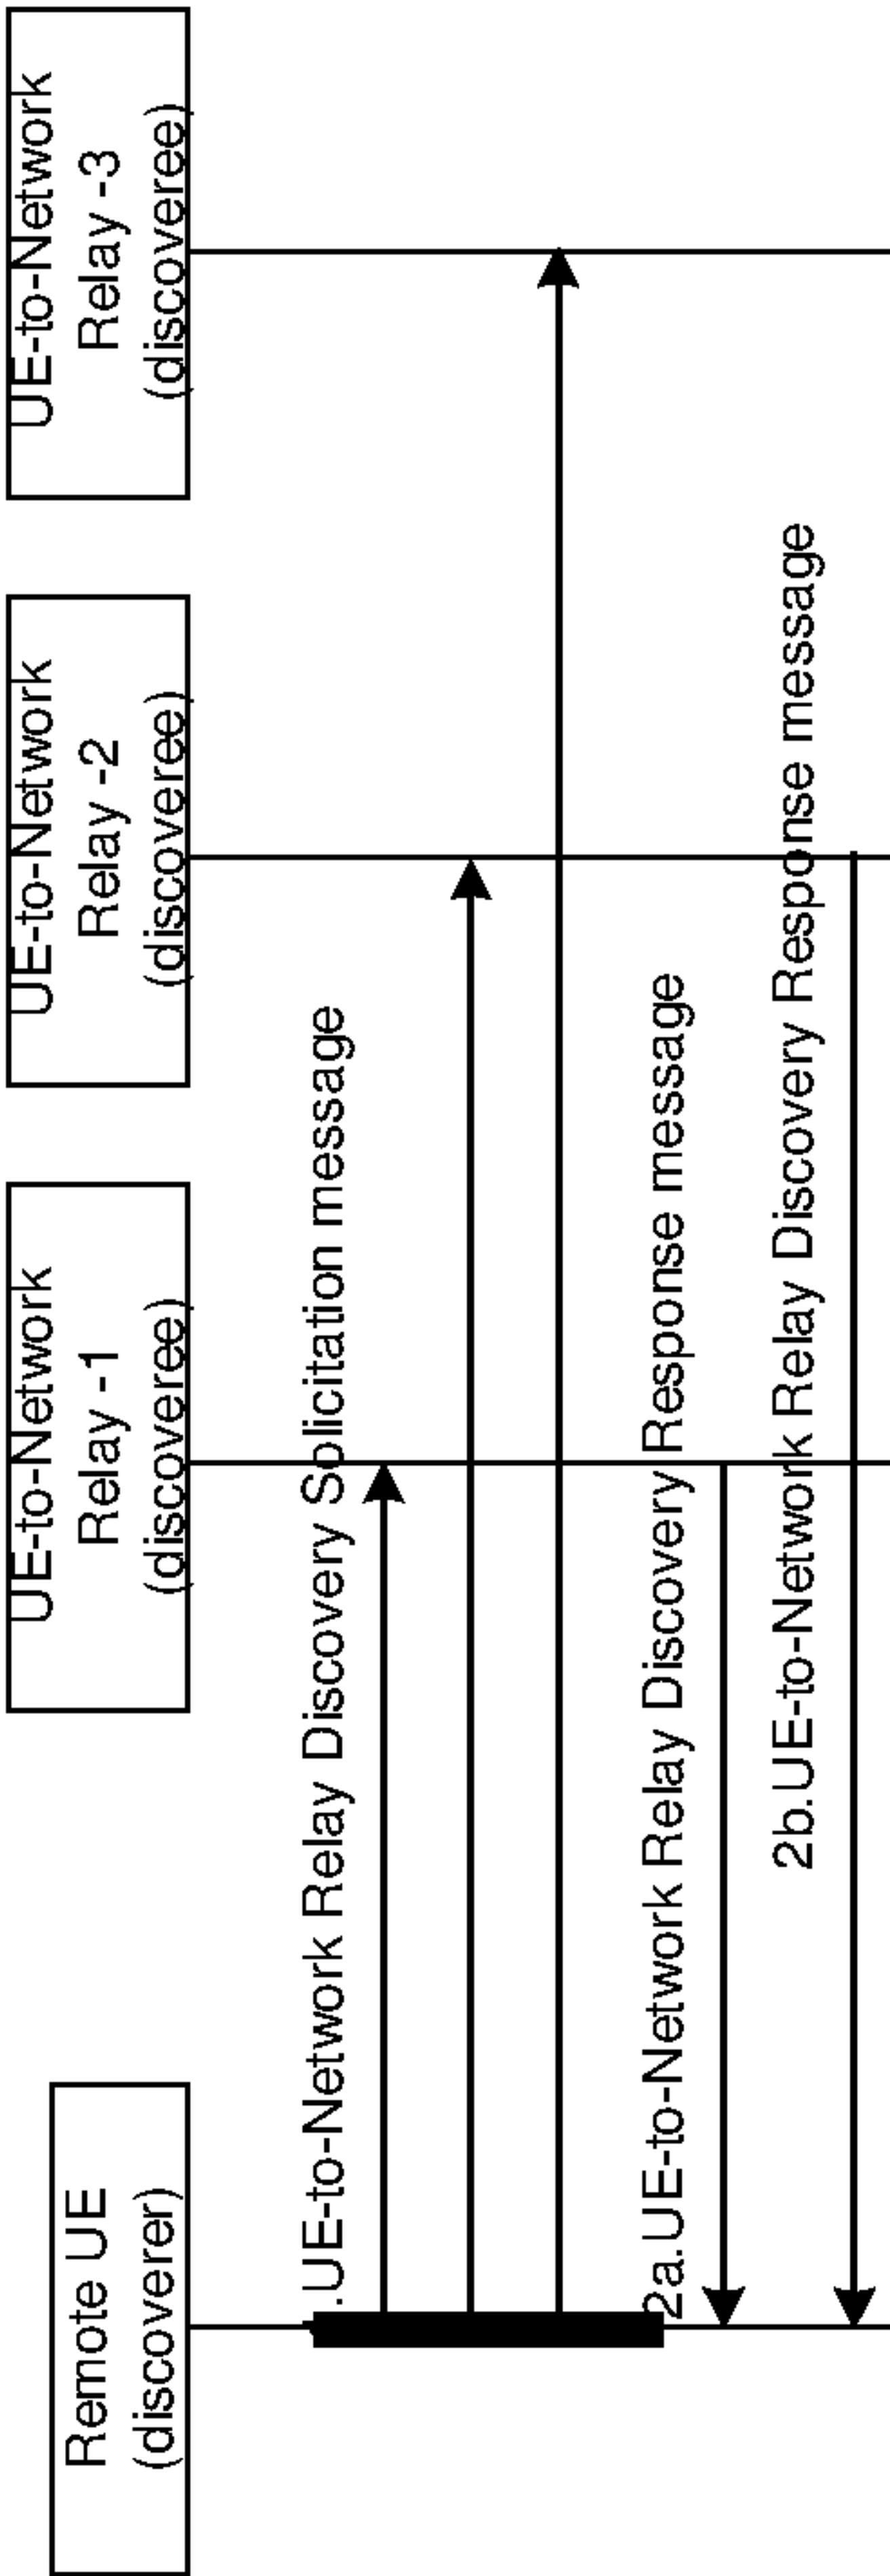 Remote UE
(discoverer)
UE-to-Network
Relay -1
(discoveree)
UE-to-Network
Relay -2
(discoveree)
UE-to-Network
Relay -3
(discoveree)
.UE-to-Network Relay Discovery Solicitation message
2a.UE-to-Network Relay Discovery Response message
2b.UE-to-Network Relay Discovery Response message